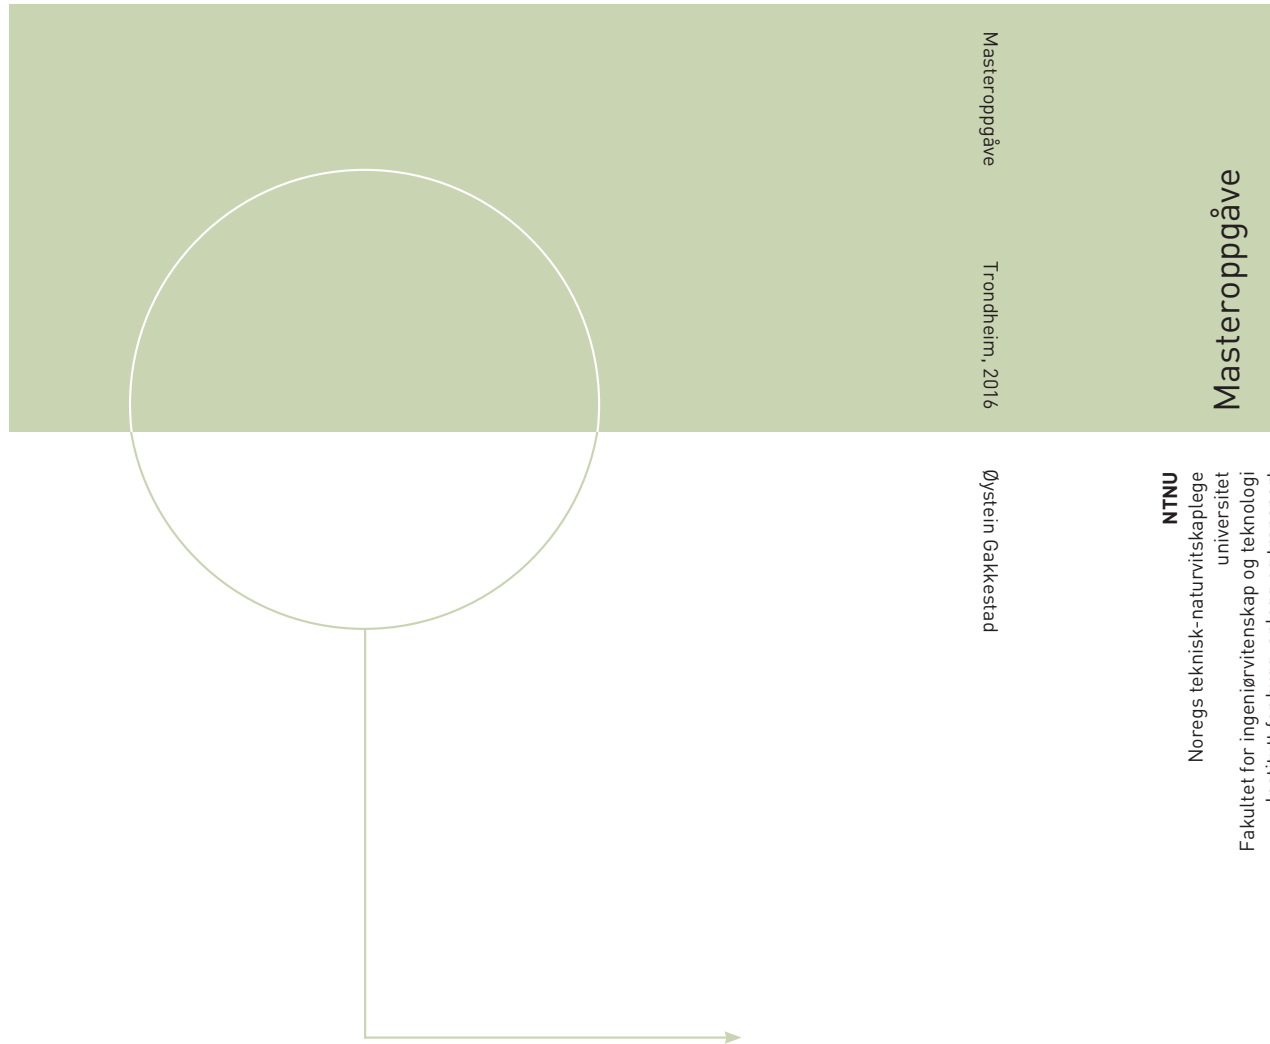 Masteroppgåve
Trondheim, 2016
Øystein Gakkestad
Masteroppgåve
NTNU
Noregs teknisk-naturvitskaplege
universitet
Fakultet for ingeniørvitenskap og teknologi